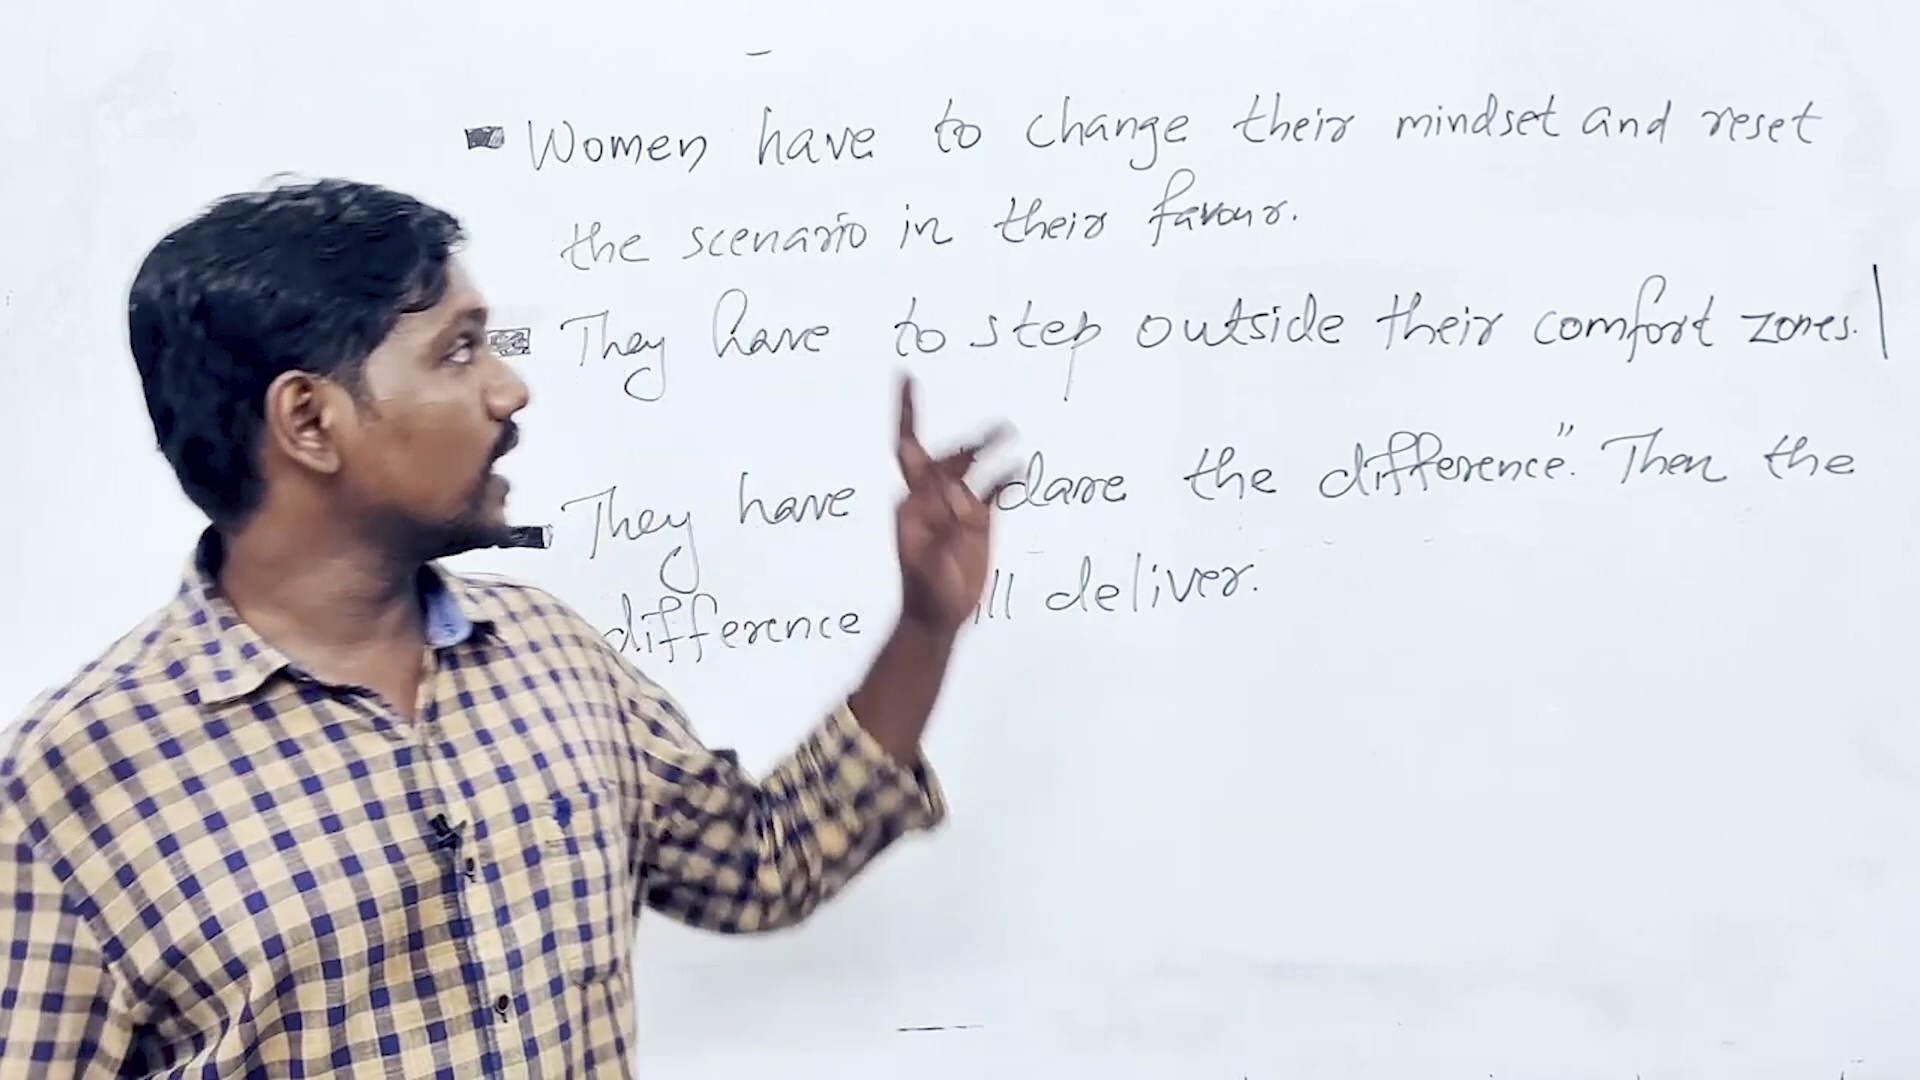 Women have to change their mindset and reset
the scenario in their favour.
They have to step outside their comfort zones.
They have dare the difference". Then the
difference deliver.